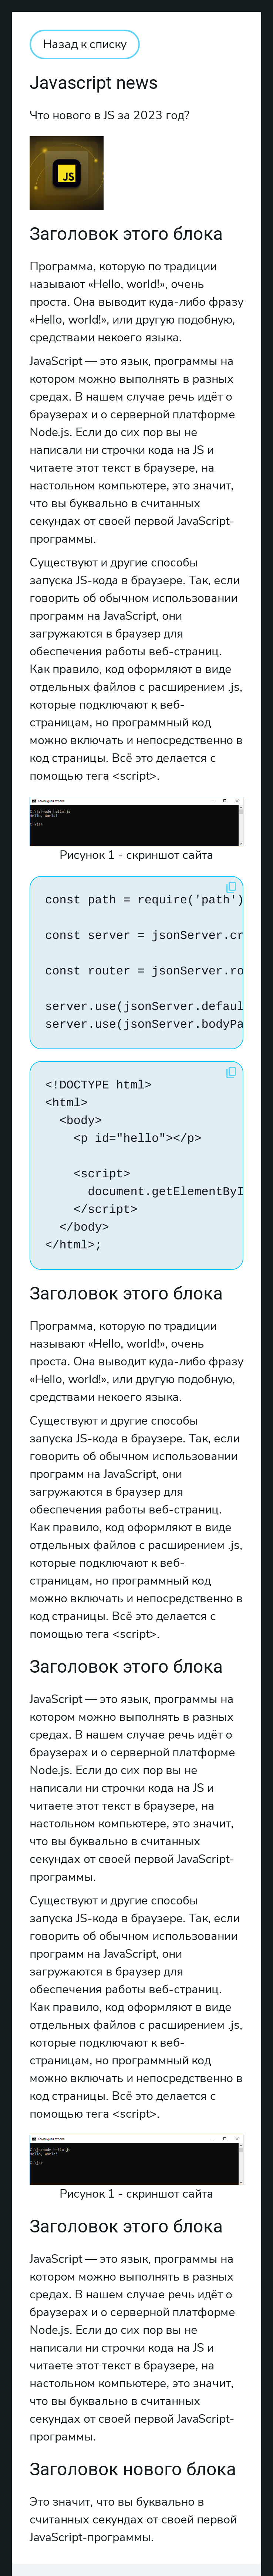 Назад к списку
Javascript news
Что нового в JS за 2023 год?
JS
Заголовок этого блока
Программа, которую по традиции
называют «Hello, world!», очень
проста. Она выводит куда-либо фразу
«Hello, world!», или другую подобную,
средствами некоего языка.
JavaScript — это язык, программы на
котором можно выполнять в разных
средах. В нашем случае речь идёт о
браузерах и о серверной платформе
Node.js. Если до сих пор вы не
написали ни строчки кода на JS и
читаете этот текст в браузере, на
настольном компьютере, это значит,
что вы буквально в считанных
секундах от своей первой JavaScript-
программы.
Существуют и другие способы
запуска JS-кода в браузере. Так, если
говорить об обычном использовании
программ на JavaScript, они
загружаются в браузер для
обеспечения работы веб-страниц.
Как правило, код оформляют в виде
отдельных файлов с расширением .js,
которые подключают к веб-
страницам, но программный код
можно включать и непосредственно в
код страницы. Всё это делается с
помощью тега <script>.
Командная строка
Hello, World!
Рисунок 1 - скриншот сайта
const path = require('path')
const server = jsonServer.cr
const router = jsonServer.ro
server.use(jsonServer.defaul
server.use(jsonServer.bodyPa
<!DOCTYPE html>
<html>
<body>
<p id="hello"></p>
<script>
document.getElementByI
</script>
</body>
</html>;
Заголовок этого блока
Программа, которую по традиции
называют «Hello, world!», очень
проста. Она выводит куда-либо фразу
«Hello, world!», или другую подобную,
средствами некоего языка.
Существуют и другие способы
запуска JS-кода в браузере. Так, если
говорить об обычном использовании
программ на JavaScript, они
загружаются в браузер для
обеспечения работы веб-страниц.
Как правило, код оформляют в виде
отдельных файлов с расширением .js,
которые подключают к веб-
страницам, но программный код
можно включать и непосредственно в
код страницы. Всё это делается с
помощью тега <script>.
Заголовок этого блока
JavaScript — это язык, программы на
котором можно выполнять в разных
средах. В нашем случае речь идёт о
браузерах и о серверной платформе
Node.js. Если до сих пор вы не
написали ни строчки кода на JS и
читаете этот текст в браузере, на
настольном компьютере, это значит,
что вы буквально в считанных
секундах от своей первой JavaScript-
программы.
Существуют и другие способы
запуска JS-кода в браузере. Так, если
говорить об обычном использовании
программ на JavaScript, они
загружаются в браузер для
обеспечения работы веб-страниц.
Как правило, код оформляют в виде
отдельных файлов с расширением .js,
которые подключают к веб-
страницам, но программный код
можно включать и непосредственно в
код страницы. Всё это делается с
помощью тега <script>.
Командная строка
Hello, World!
Рисунок 1 - скриншот сайта
Заголовок этого блока
JavaScript — это язык, программы на
котором можно выполнять в разных
средах. В нашем случае речь идёт о
браузерах и о серверной платформе
Node.js. Если до сих пор вы не
написали ни строчки кода на JS и
читаете этот текст в браузере, на
настольном компьютере, это значит,
что вы буквально в считанных
секундах от своей первой JavaScript-
программы.
Заголовок нового блока
Это значит, что вы буквально в
считанных секундах от своей первой
JavaScript-программы.